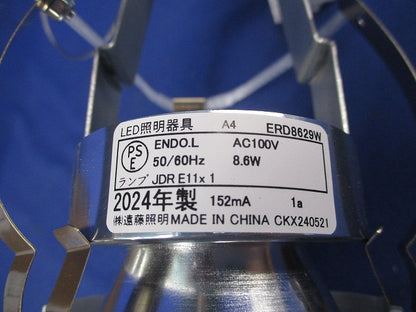 LED照明器具 A4 ERD8629W
PS E ENDO.L AC100V
50/60Hz 8.6W
ランプ JDR E11x 1
2024年製 152mA 1a
㈱遠藤照明 MADE IN CHINA CKX240521